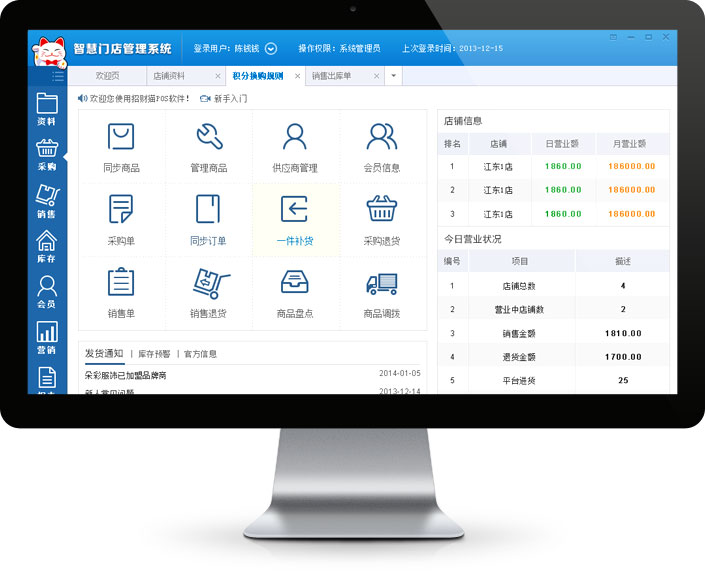 智慧门店管理系统
登录用户：陈钱钱 操作权限：系统管理员 上次登录时间：2013-12-15
欢迎页 店铺资料 积分换购规则 销售出库单
欢迎您使用招财猫POS软件！ 新手入门
资料
采购
销售
库存
会员
营销
同步商品 管理商品 供应商管理 会员信息
采购单 同步订单 一件补货 采购退货
销售单 销售退货 商品盘点 商品调拨
发货通知 | 库存预警 | 官方信息
朵彩服饰已加盟品牌商 2014-01-05
新人常见问题 2013-12-14
店铺信息
排名 店铺 日营业额 月营业额
1 江东1店 1860.00 186000.00
2 江东1店 1860.00 186000.00
3 江东1店 1860.00 186000.00
今日营业状况
编号 项目 描述
1 店铺总数 4
2 营业中店铺数 2
3 销售金额 1810.00
4 退货金额 1700.00
5 平台进货 25